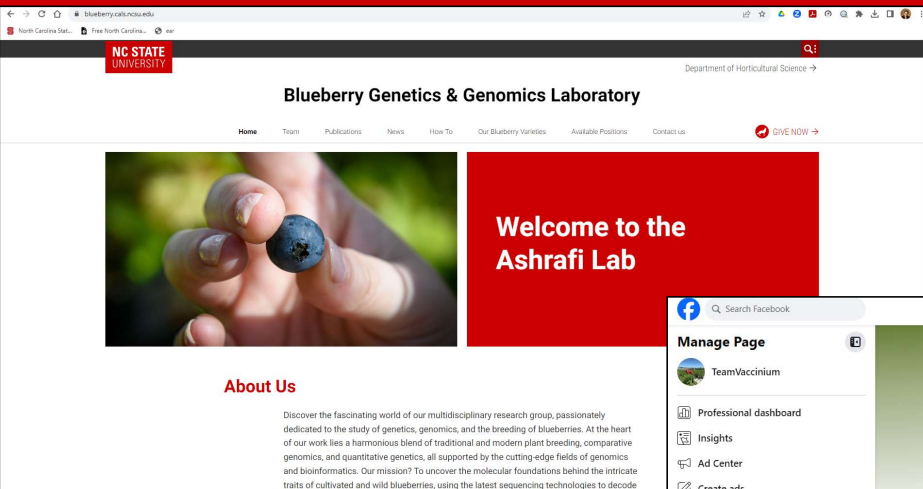 blueberry.cals.ncsu.edu
North Carolina Stat...
Free North Carolina...
ear
NC STATE
UNIVERSITY
Department of Horticultural Science →
Blueberry Genetics & Genomics Laboratory
Home Team Publications News How To Our Blueberry Varieties Available Positions Contact us GIVE NOW →
Welcome to the
Ashrafi Lab
About Us
Discover the fascinating world of our multidisciplinary research group, passionately
dedicated to the study of genetics, genomics, and the breeding of blueberries. At the heart
of our work lies a harmonious blend of traditional and modern plant breeding, comparative
genomics, and quantitative genetics, all supported by the cutting-edge fields of genomics
and bioinformatics. Our mission? To uncover the molecular foundations behind the intricate
traits of cultivated and wild blueberries, using the latest sequencing technologies to decode
Search Facebook
Manage Page
TeamVaccinium
Professional dashboard
Insights
Ad Center
Create ads